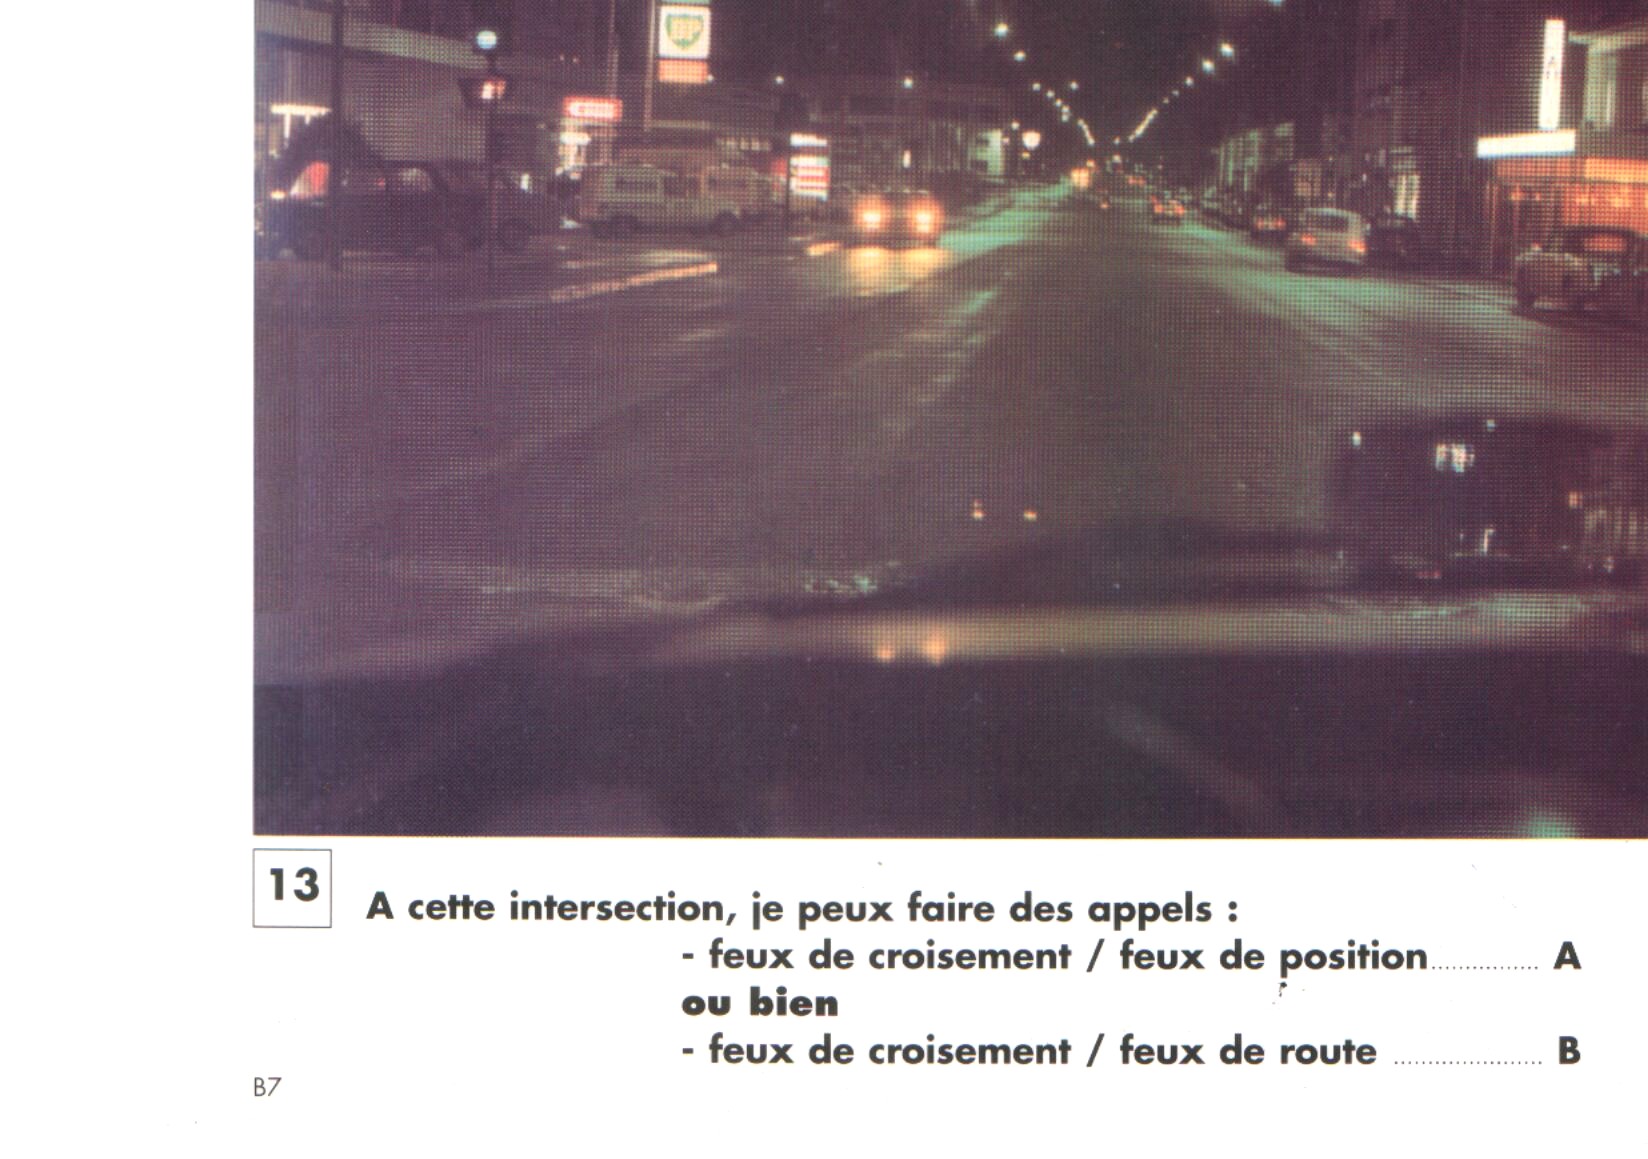 BP
13
A cette intersection, je peux faire des appels :
- feux de croisement / feux de position............... A
ou bien
- feux de croisement / feux de route ...................... B
B7